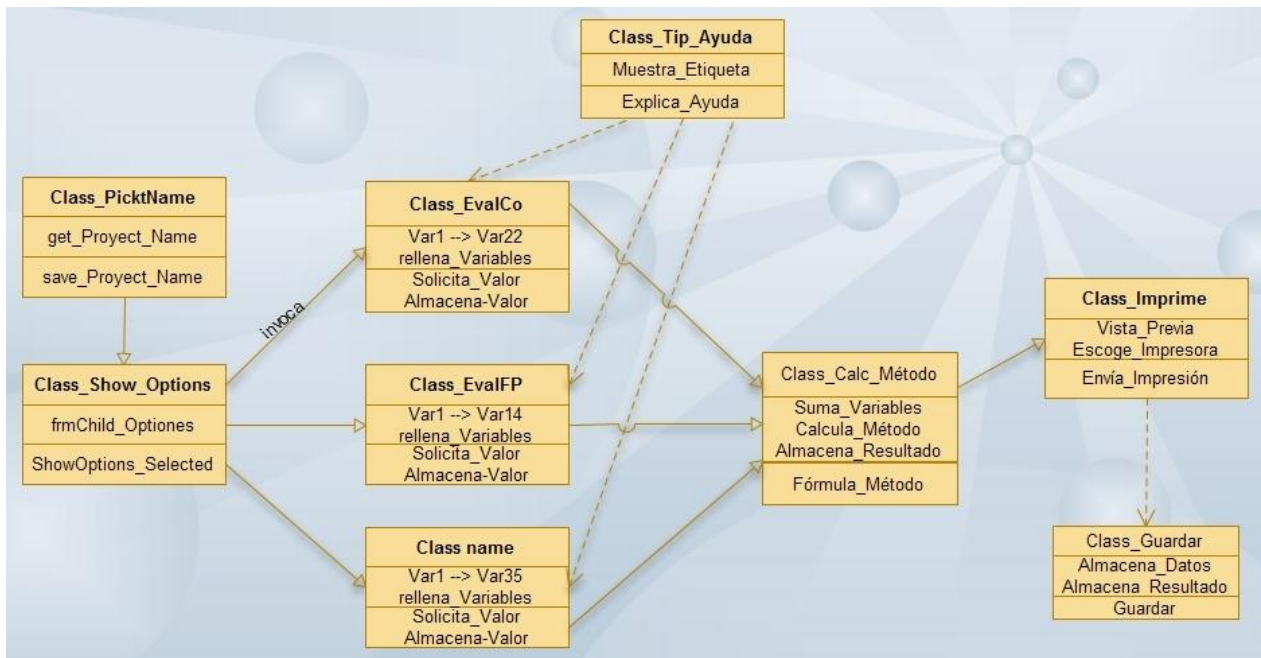 Class_Tip_Ayuda
Muestra_Etiqueta
Explica_Ayuda
Class_PicktName
get_Proyect_Name
save_Proyect_Name
Class_Show_Options
frmChild_Optiones
ShowOptions_Selected
invoca
Class_EvalCo
Var1 --> Var22
rellena_Variables
Solicita_Valor
Almacena-Valor
Class_EvalFP
Var1 --> Var14
rellena_Variables
Solicita_Valor
Almacena-Valor
Class name
Var1 --> Var35
rellena_Variables
Solicita_Valor
Almacena-Valor
Class_Calc_Método
Suma_Variables
Calcula_Método
Almacena_Resultado
Fórmula_Método
Class_Imprime
Vista_Previa
Escoge_Impresora
Envía_Impresión
Class_Guardar
Almacena_Datos
Almacena_Resultado
Guardar